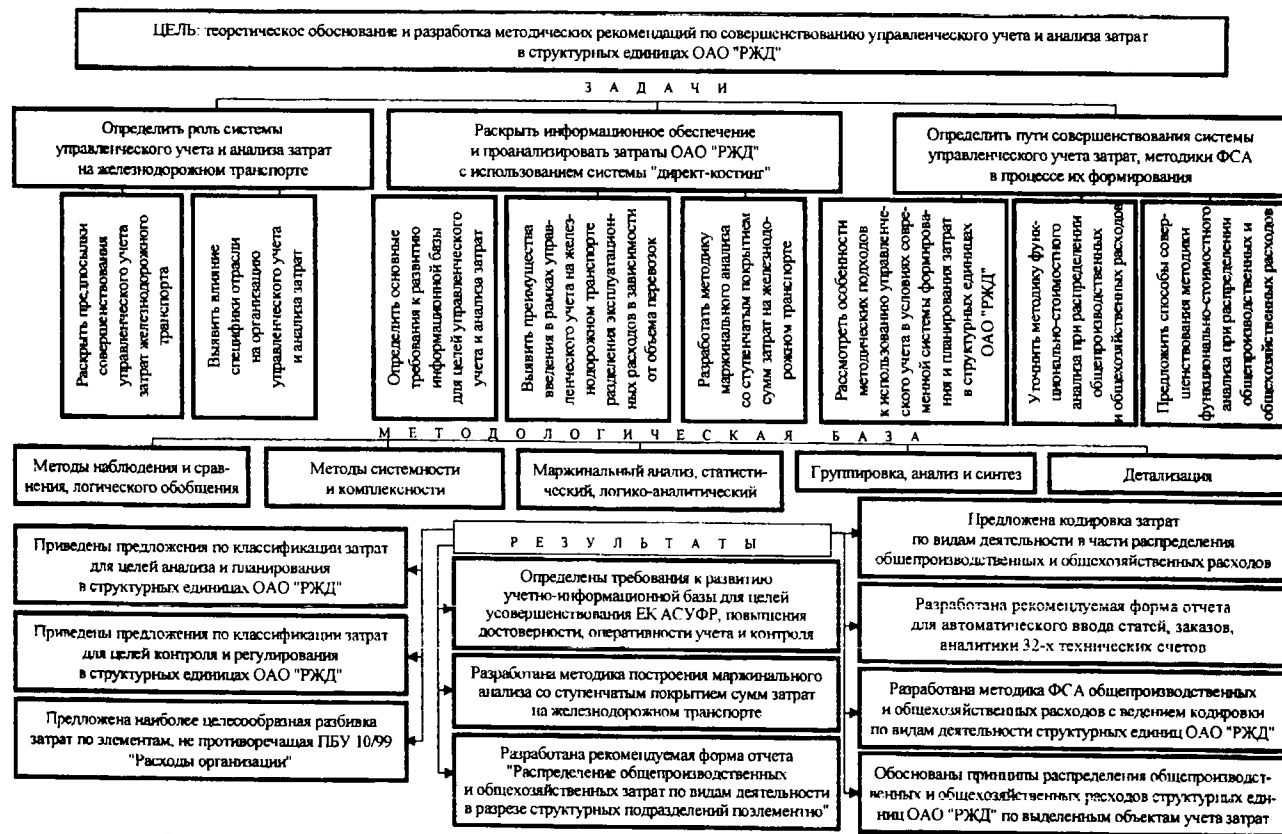 ЦЕЛЬ: теоретическое обоснование и разработка методических рекомендаций по совершенствованию управленческого учета и анализа затрат
в структурных единицах ОАО "РЖД"
З А Д А Ч И
Определить роль системы
управленческого учета и анализа затрат
на железнодорожном транспорте
Раскрыть информационное обеспечение
и проанализировать затраты ОАО "РЖД"
с использованием системы "директ-костинг"
Определить пути совершенствования системы
управленческого учета затрат, методики ФСА
в процессе их формирования
Раскрыть предпосылки
совершенствования
управленческого учета
затрат железнодорожного
транспорта
Выявить влияние
специфики отрасли
на организацию
управленческого учета
и анализа затрат
Определить основные
требования к развитию
информационной базы
для целей управленческого
учета и анализа затрат
Выявить преимущества
введения в рамках управ-
ленческого учета на желез-
нодорожном транспорте
разделения эксплуатацион-
ных расходов в зависимости
от объема перевозок
Разработать методику
маржинального анализа
со ступенчатым покрытием
сумм затрат на железнодо-
рожном транспорте
Рассмотреть особенности
методических подходов
к использованию управленче-
ского учета в условиях совре-
менной системы формирова-
ния и планирования затрат
в структурных единицах
ОАО "РЖД"
Уточнить методику функ-
ционально-стоимостного
анализа при распределении
общепроизводственных
и общехозяйственных расходов
Предложить способы совер-
шенствования методики
функционально-стоимостного
анализа при распределении
общепроизводственных и
общехозяйственных расходов
М Е Т О Д О Л О Г И Ч Е С К А Я Б А З А
Методы наблюдения и срав-
нения, логического обобщения
Методы системности
и комплексности
Маржинальный анализ, статисти-
ческий, логико-аналитический
Группировка, анализ и синтез
Детализация
Р Е З У Л Ь Т А Т Ы
Приведены предложения по классификации затрат
для целей анализа и планирования
в структурных единицах ОАО "РЖД"
Приведены предложения по классификации затрат
для целей контроля и регулирования
в структурных единицах ОАО "РЖД"
Предложена наиболее целесообразная разбивка
затрат по элементам, не противоречащая ПБУ 10/99
"Расходы организации"
Определены требования к развитию
учетно-информационной базы для целей
усовершенствования ЕК АСУФР, повышения
достоверности, оперативности учета и контроля
Разработана методика построения маржинального
анализа со ступенчатым покрытием сумм затрат
на железнодорожном транспорте
Разработана рекомендуемая форма отчета
"Распределение общепроизводственных
и общехозяйственных затрат по видам деятельности
в разрезе структурных подразделений поэлементно"
Предложена кодировка затрат
по видам деятельности в части распределения
общепроизводственных и общехозяйственных расходов
Разработана рекомендуемая форма отчета
для автоматического ввода статей, заказов,
аналитики 32-х технических счетов
Разработана методика ФСА общепроизводственных
и общехозяйственных расходов с ведением кодировки
по видам деятельности структурных единиц ОАО "РЖД"
Обоснованы принципы распределения общепроизводст-
венных и общехозяйственных расходов структурных еди-
ниц ОАО "РЖД" по выделенным объектам учета затрат